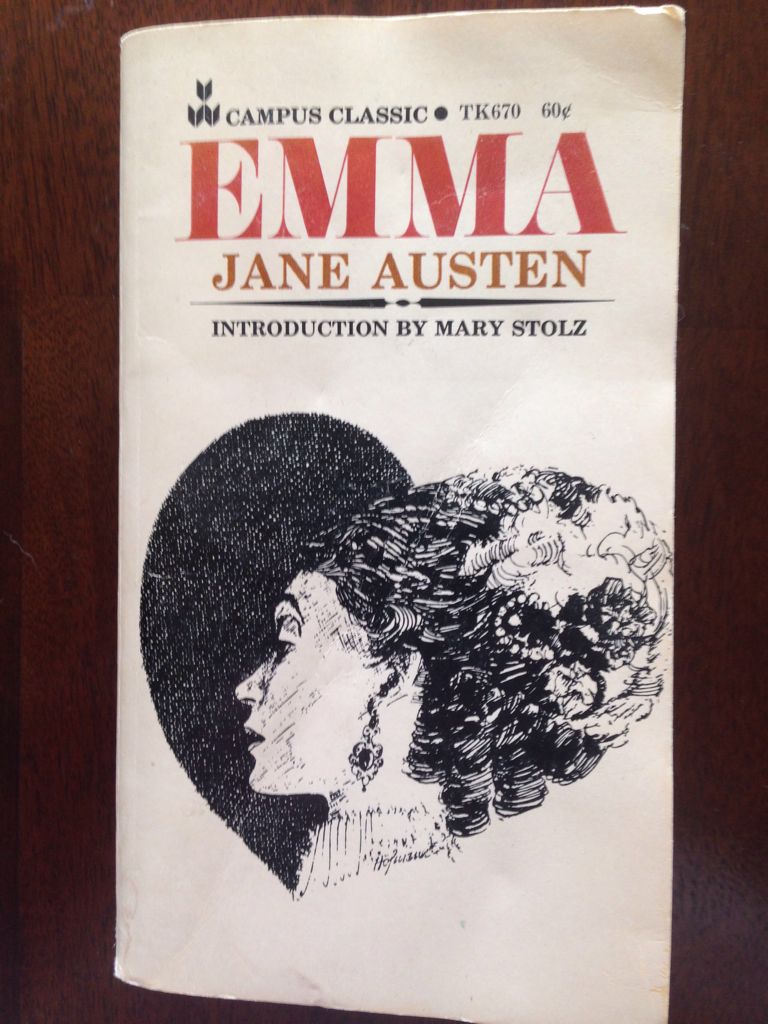 CAMPUS CLASSIC ● TK670 60¢
EMMA
JANE AUSTEN
INTRODUCTION BY MARY STOLZ